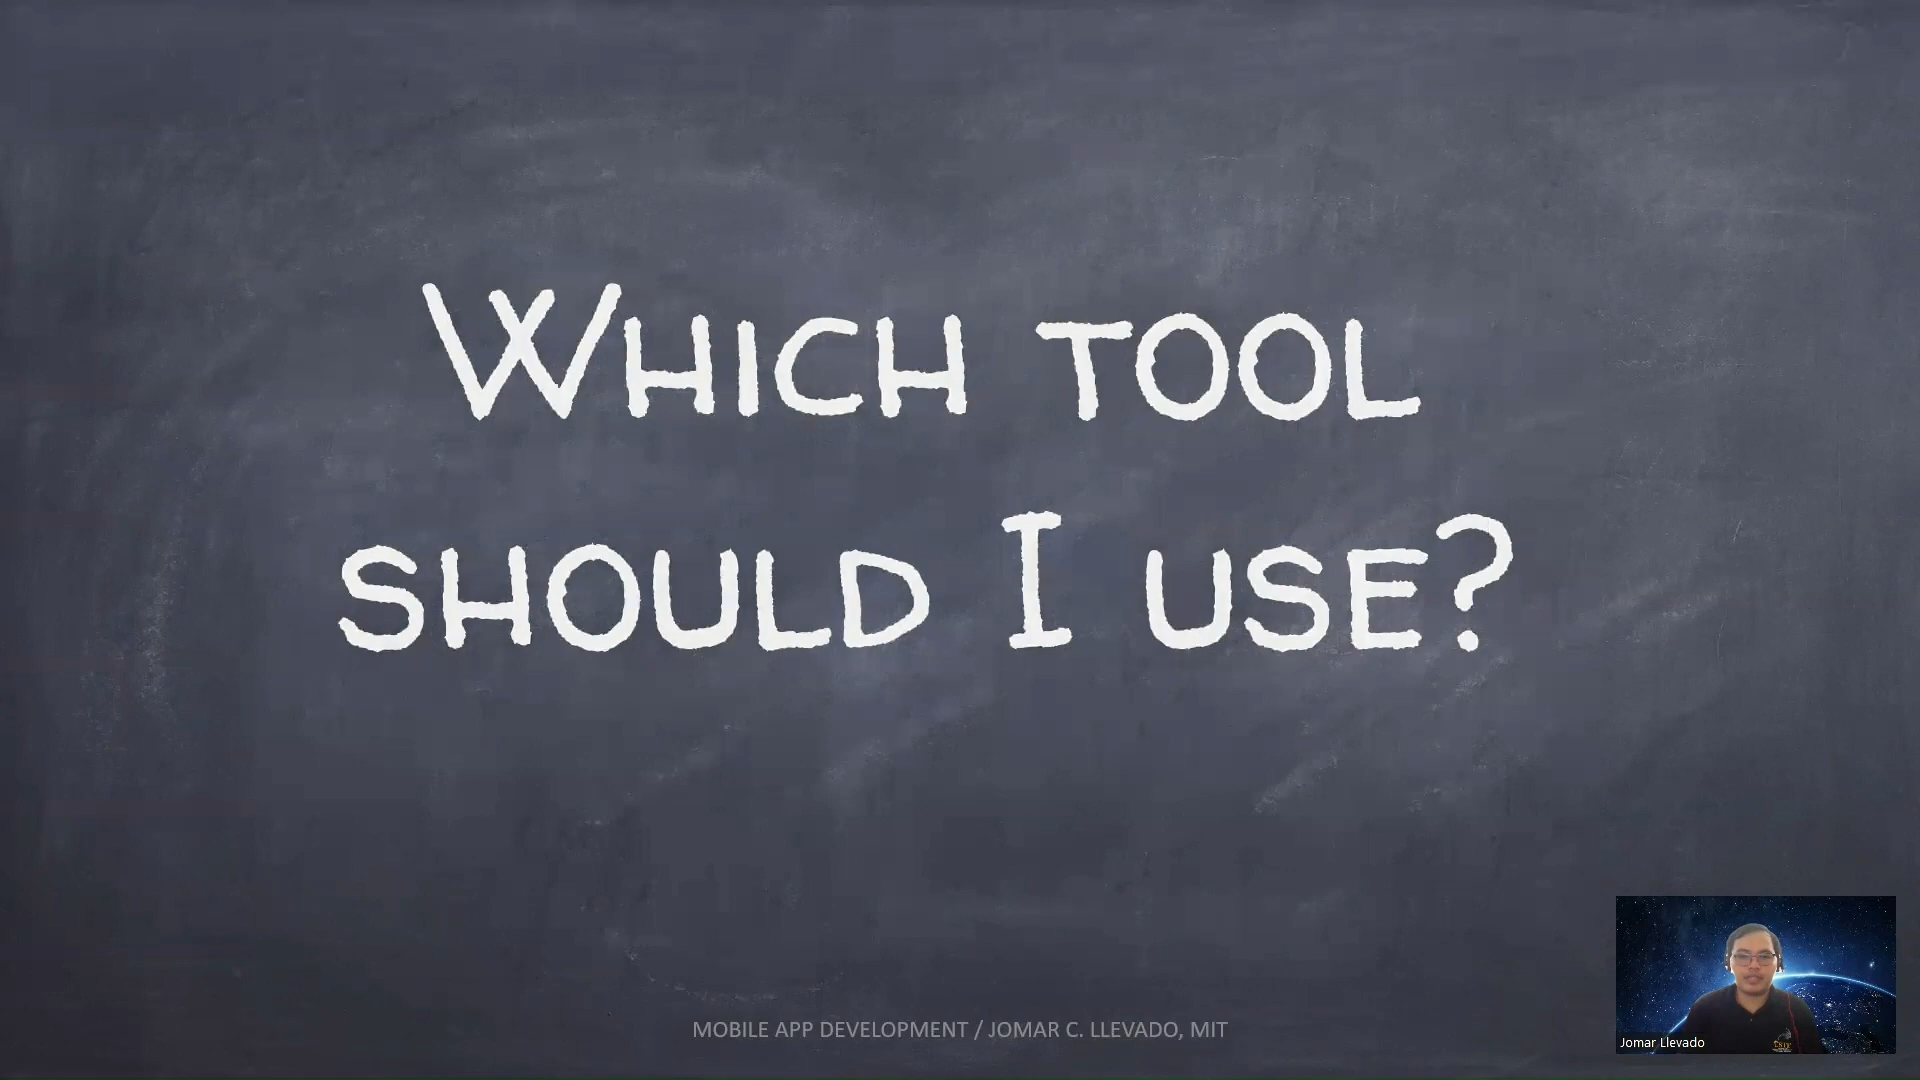 Which tool
should I use?
MOBILE APP DEVELOPMENT / JOMAR C. LLEVADO, MIT
Jomar Llevado